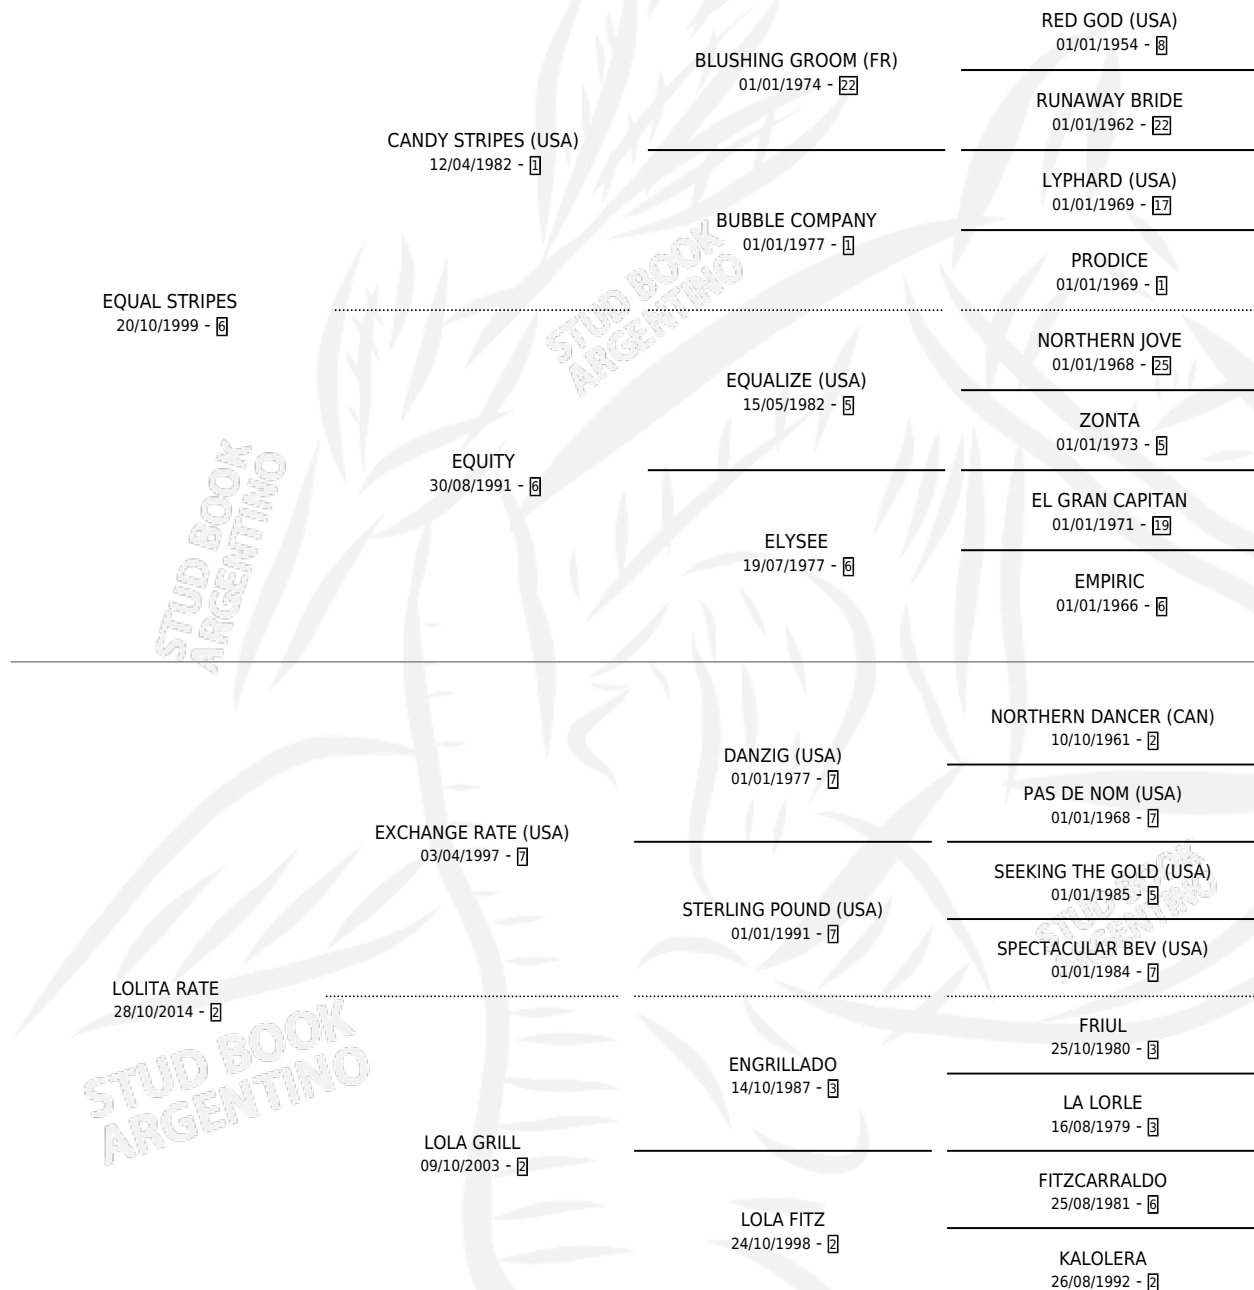 RED GOD (USA)
01/01/1954 - 8
BLUSHING GROOM (FR)
01/01/1974 - 22
RUNAWAY BRIDE
01/01/1962 - 22
CANDY STRIPES (USA)
12/04/1982 - 1
LYPHARD (USA)
01/01/1969 - 17
BUBBLE COMPANY
01/01/1977 - 1
PRODICE
01/01/1969 - 1
EQUAL STRIPES
20/10/1999 - 6
NORTHERN JOVE
01/01/1968 - 25
EQUALIZE (USA)
15/05/1982 - 5
ZONTA
01/01/1973 - 5
EQUITY
30/08/1991 - 6
EL GRAN CAPITAN
01/01/1971 - 19
ELYSEE
19/07/1977 - 6
EMPIRIC
01/01/1966 - 6
NORTHERN DANCER (CAN)
10/10/1961 - 2
DANZIG (USA)
01/01/1977 - 7
PAS DE NOM (USA)
01/01/1968 - 7
EXCHANGE RATE (USA)
03/04/1997 - 7
SEEKING THE GOLD (USA)
01/01/1985 - 5
STERLING POUND (USA)
01/01/1991 - 7
SPECTACULAR BEV (USA)
01/01/1984 - 7
LOLITA RATE
28/10/2014 - 2
FRIUL
25/10/1980 - 3
ENGRILLADO
14/10/1987 - 3
LA LORLE
16/08/1979 - 3
LOLA GRILL
09/10/2003 - 2
FITZCARRALDO
25/08/1981 - 6
LOLA FITZ
24/10/1998 - 2
KALOLERA
26/08/1992 - 2
STUD BOOK
ARGENTINO
STUD BOOK
ARGENTINO
STUD BOOK
ARGENTINO
STUD BOOK
ARGENTINO